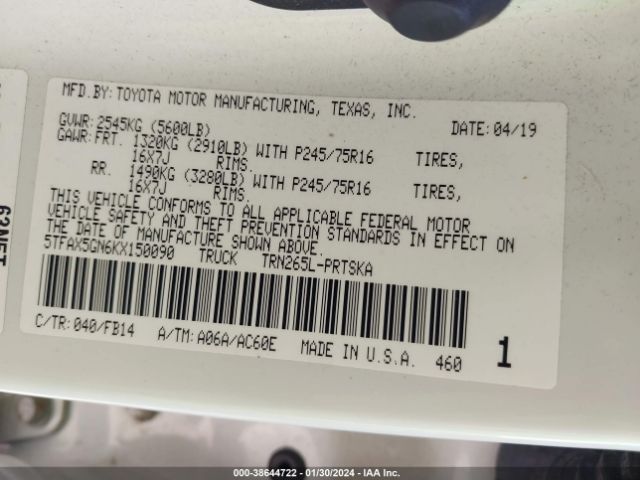 MFD.BY:TOYOTA MOTOR MANUFACTURING, TEXAS, INC.
GVWR:2545KG (5600LB) DATE:04/19
GAWR:FRT. 1320KG (2910LB) WITH P245/75R16 TIRES,
16X7J RIMS.
RR. 1490KG (3280LB) WITH P245/75R16 TIRES,
16X7J RIMS.
THIS VEHICLE CONFORMS TO ALL APPLICABLE FEDERAL MOTOR
VEHICLE SAFETY AND THEFT PREVENTION STANDARDS IN EFFECT ON
THE DATE OF MANUFACTURE SHOWN ABOVE.
5TFAX5GN6KX150090 TRUCK TRN265L-PRTSKA
C/TR:040/FB14 A/TM:A06A/AC60E MADE IN U.S.A. 460 1
000-38644722 - 01/30/2024 - IAA Inc.